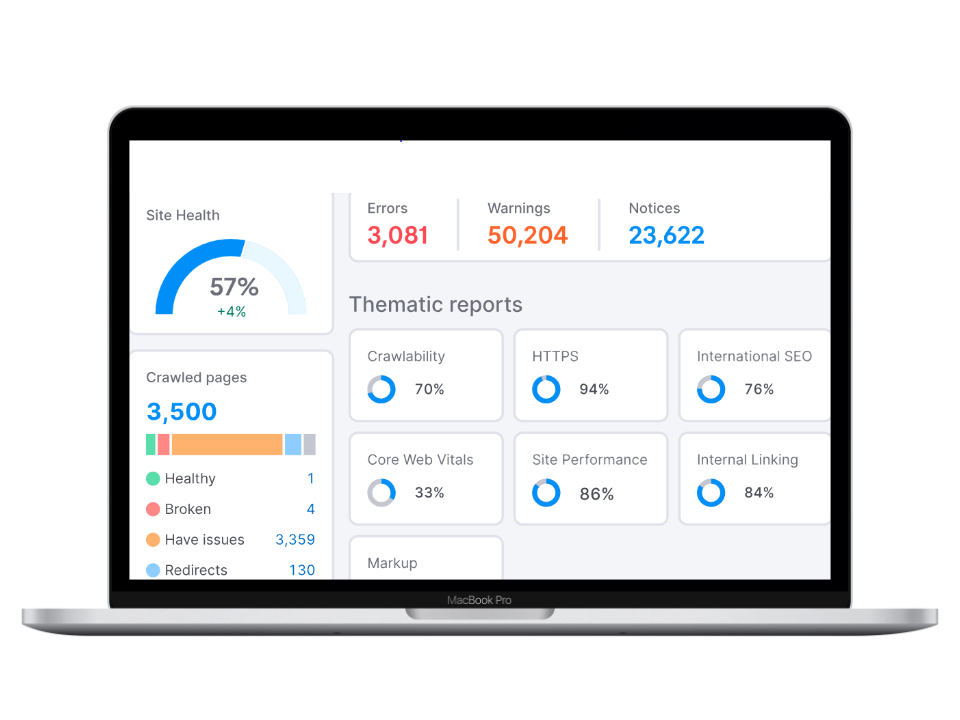 Site Health
57%
+4%
Errors
3,081
Warnings
50,204
Notices
23,622
Thematic reports
Crawlability
70%
HTTPS
94%
International SEO
76%
Core Web Vitals
33%
Site Performance
86%
Internal Linking
84%
Markup
Crawled pages
3,500
Healthy 1
Broken 4
Have issues 3,359
Redirects 130
MacBook Pro